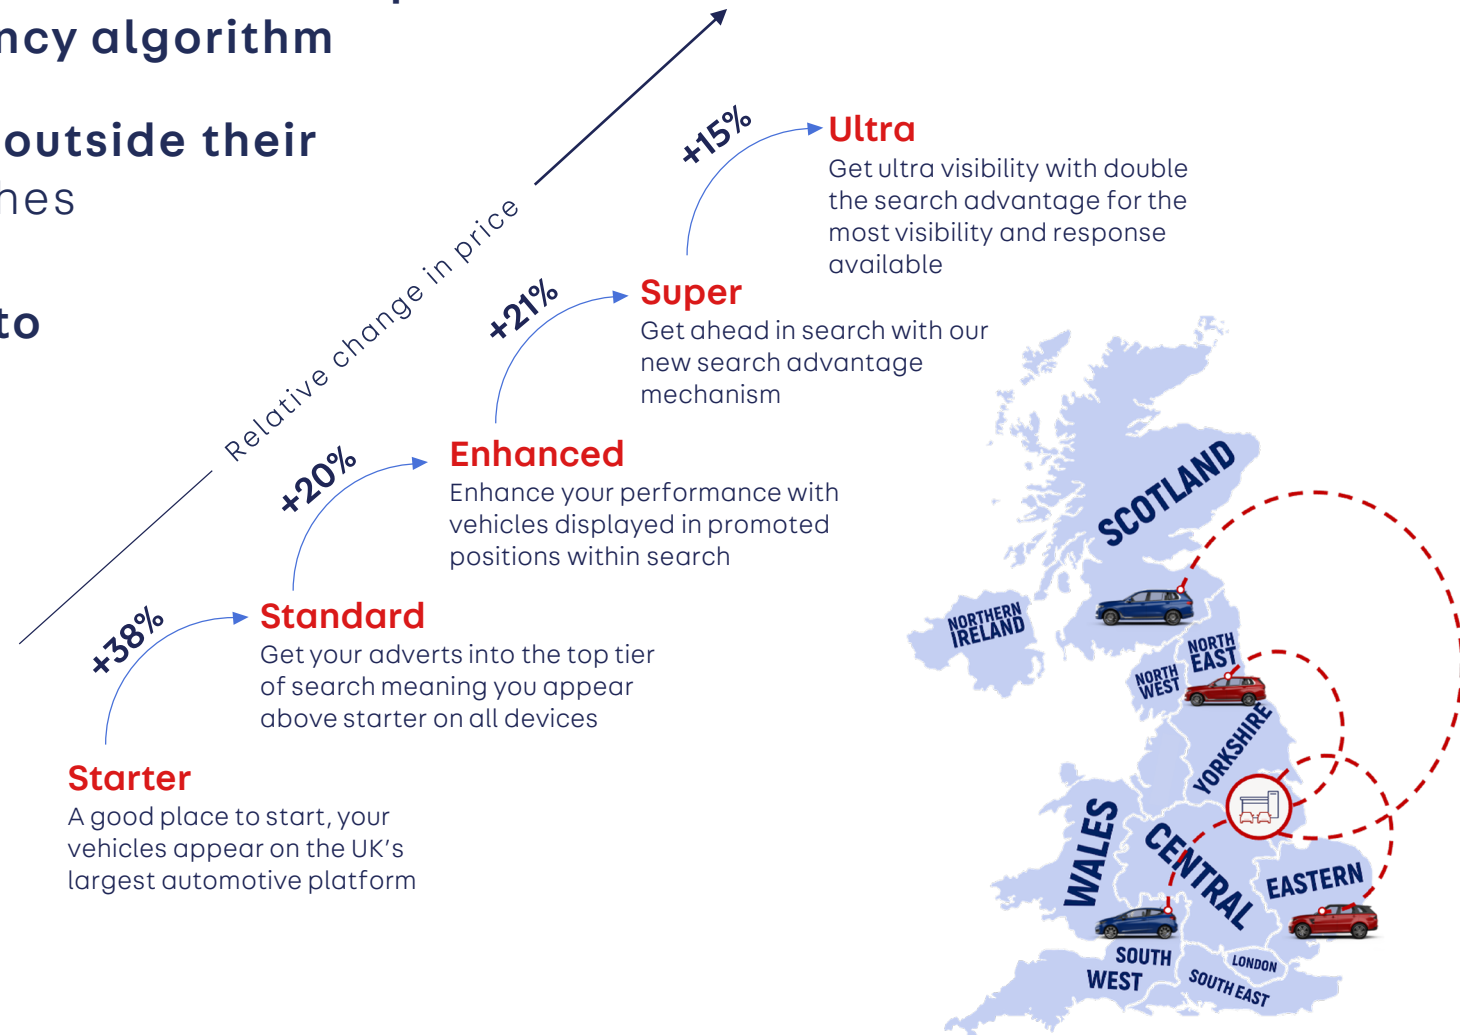 ncy algorithm
outside their
hes
to
Relative change in price
+15%
Ultra
Get ultra visibility with double
the search advantage for the
most visibility and response
available
+21%
Super
Get ahead in search with our
new search advantage
mechanism
+20%
Enhanced
Enhance your performance with
vehicles displayed in promoted
positions within search
+38%
Standard
Get your adverts into the top tier
of search meaning you appear
above starter on all devices
Starter
A good place to start, your
vehicles appear on the UK's
largest automotive platform
SCOTLAND
NORTHERN
IRELAND
NORTH
EAST
NORTH
WEST
YORKSHIRE
WALES
CENTRAL
EASTERN
SOUTH
WEST
LONDON
SOUTH EAST